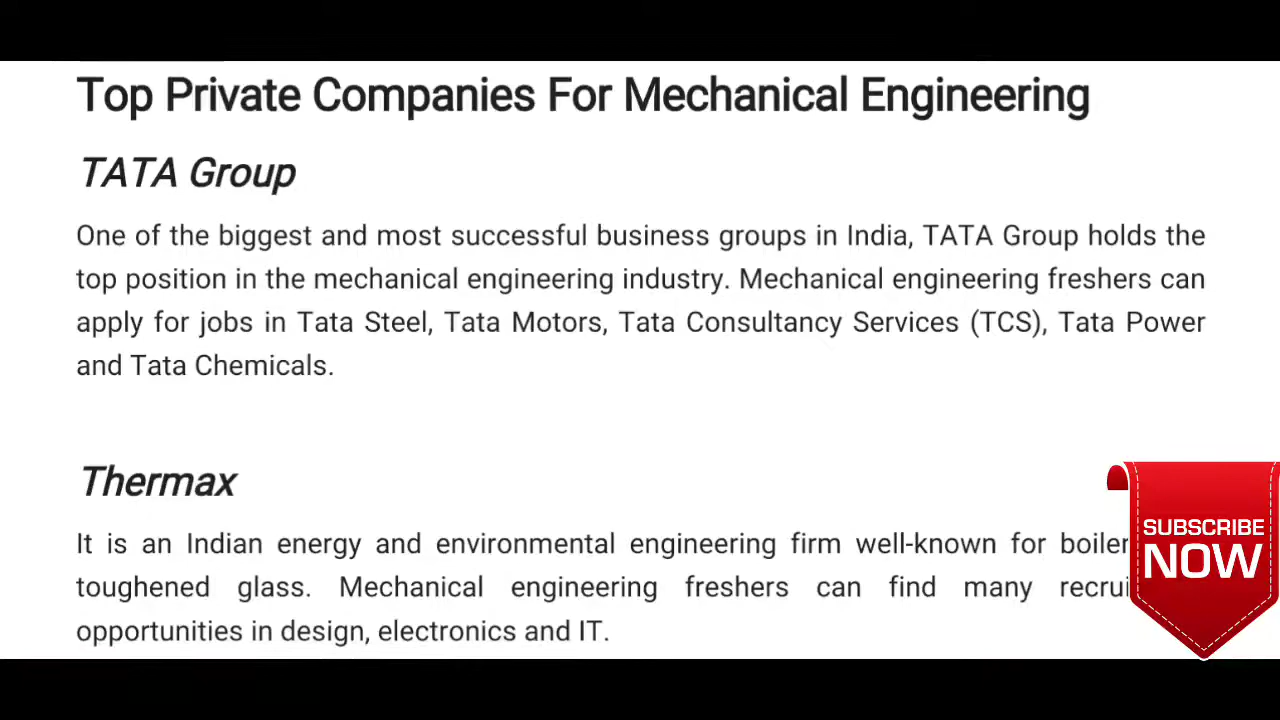 Top Private Companies For Mechanical Engineering
TATA Group
One of the biggest and most successful business groups in India, TATA Group holds the
top position in the mechanical engineering industry. Mechanical engineering freshers can
apply for jobs in Tata Steel, Tata Motors, Tata Consultancy Services (TCS), Tata Power
and Tata Chemicals.
Thermax
It is an Indian energy and environmental engineering firm well-known for
toughened glass. Mechanical engineering freshers can find many
opportunities in design, electronics and IT.
SUBSCRIBE
NOW